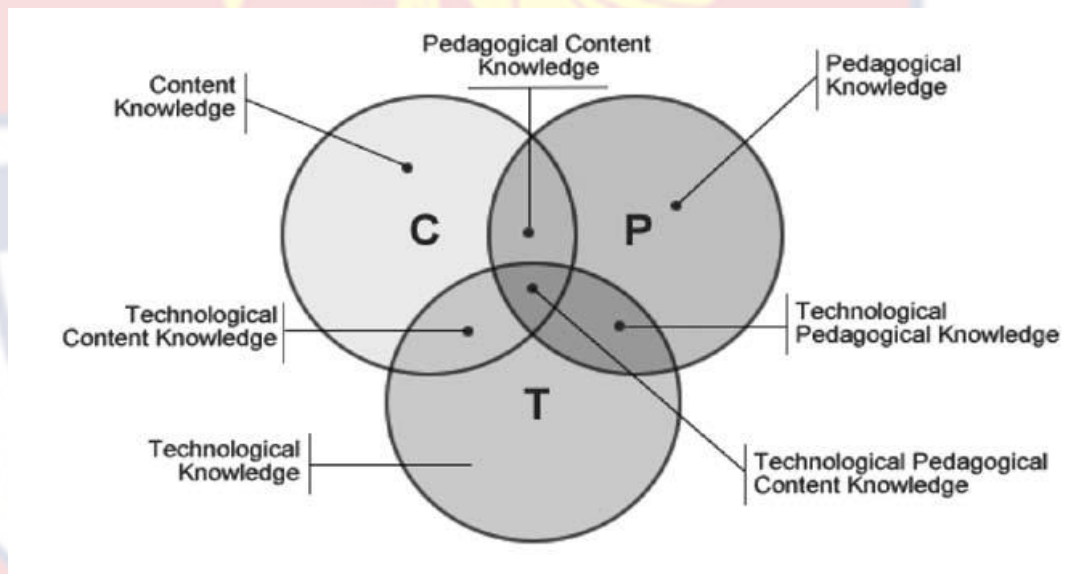 Pedagogical Content
Knowledge
Content
Knowledge
Pedagogical
Knowledge
C
P
Technological
Content Knowledge
Technological
Pedagogical Knowledge
T
Technological
Knowledge
Technological Pedagogical
Content Knowledge